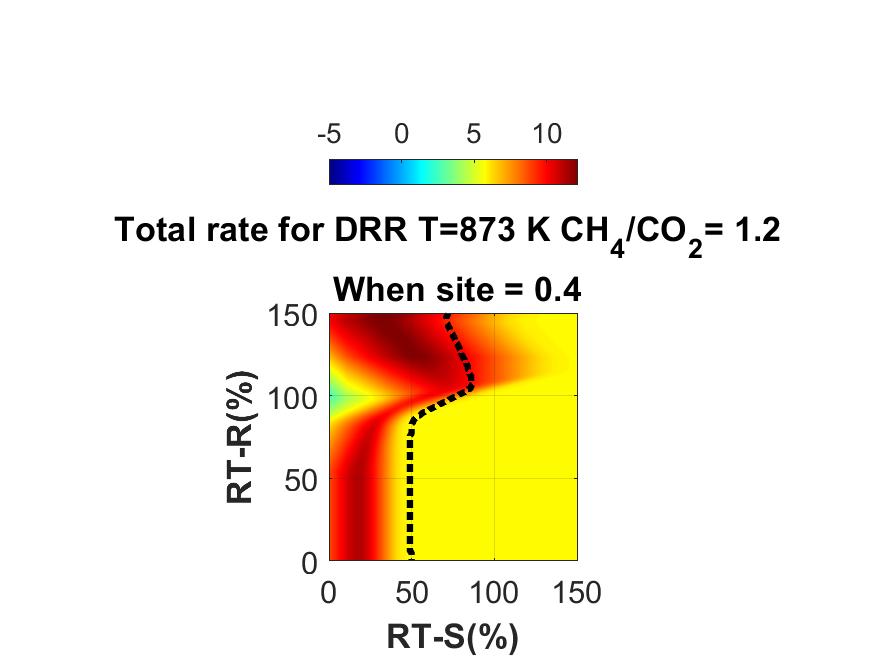 -5 0 5 10
Total rate for DRR T=873 K CH4/CO2= 1.2
When site = 0.4
150
100
50
0
RT-R(%)
0 50 100 150
RT-S(%)